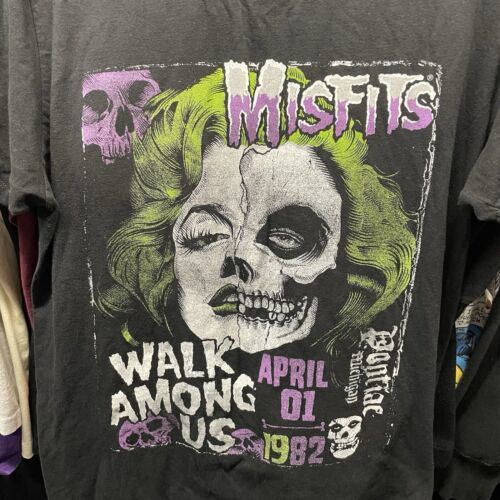 MISFITS®
WALK
AMONG
US
APRIL
01
1982
Pontiac
Michigan